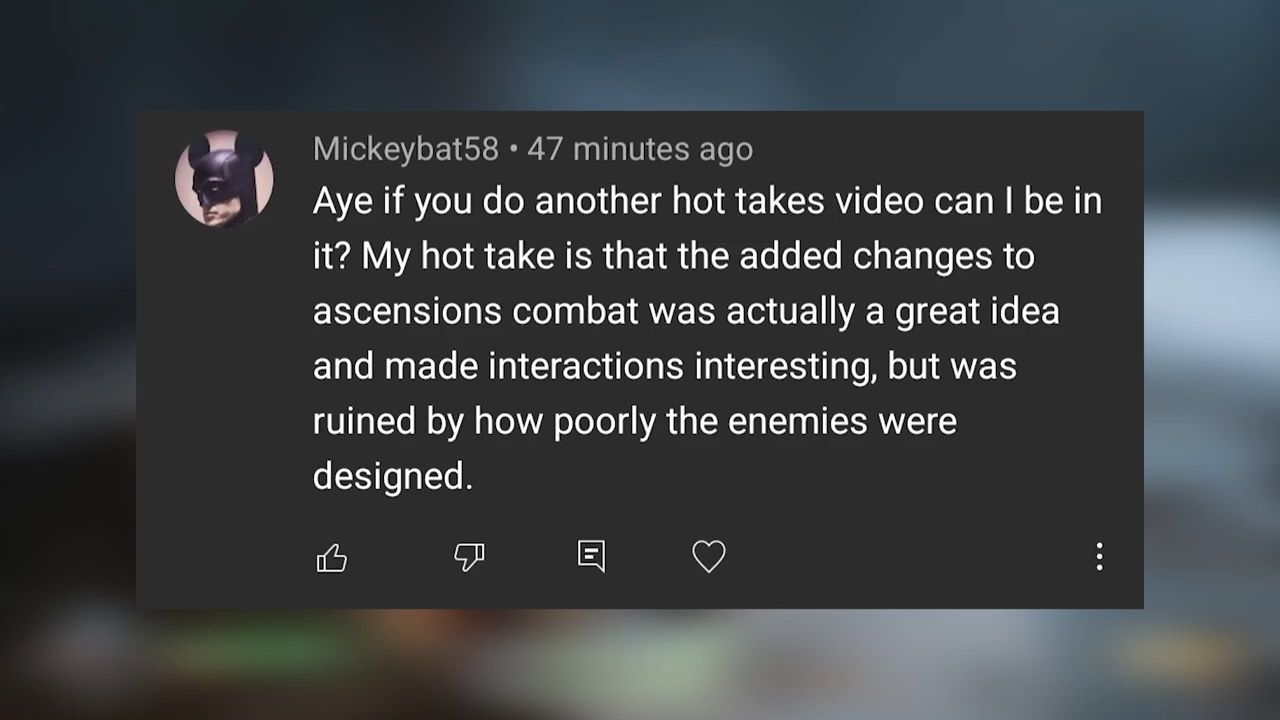 Mickeybat58 • 47 minutes ago
Aye if you do another hot takes video can I be in
it? My hot take is that the added changes to
ascensions combat was actually a great idea
and made interactions interesting, but was
ruined by how poorly the enemies were
designed.